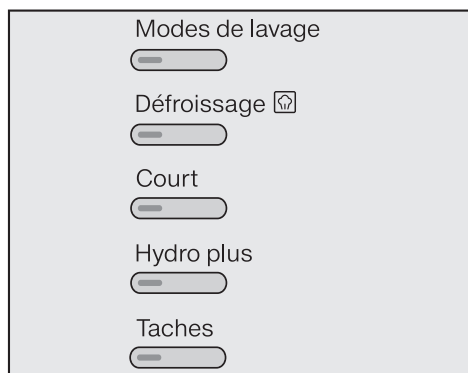 Modes de lavage
Défroissage
Court
Hydro plus
Taches